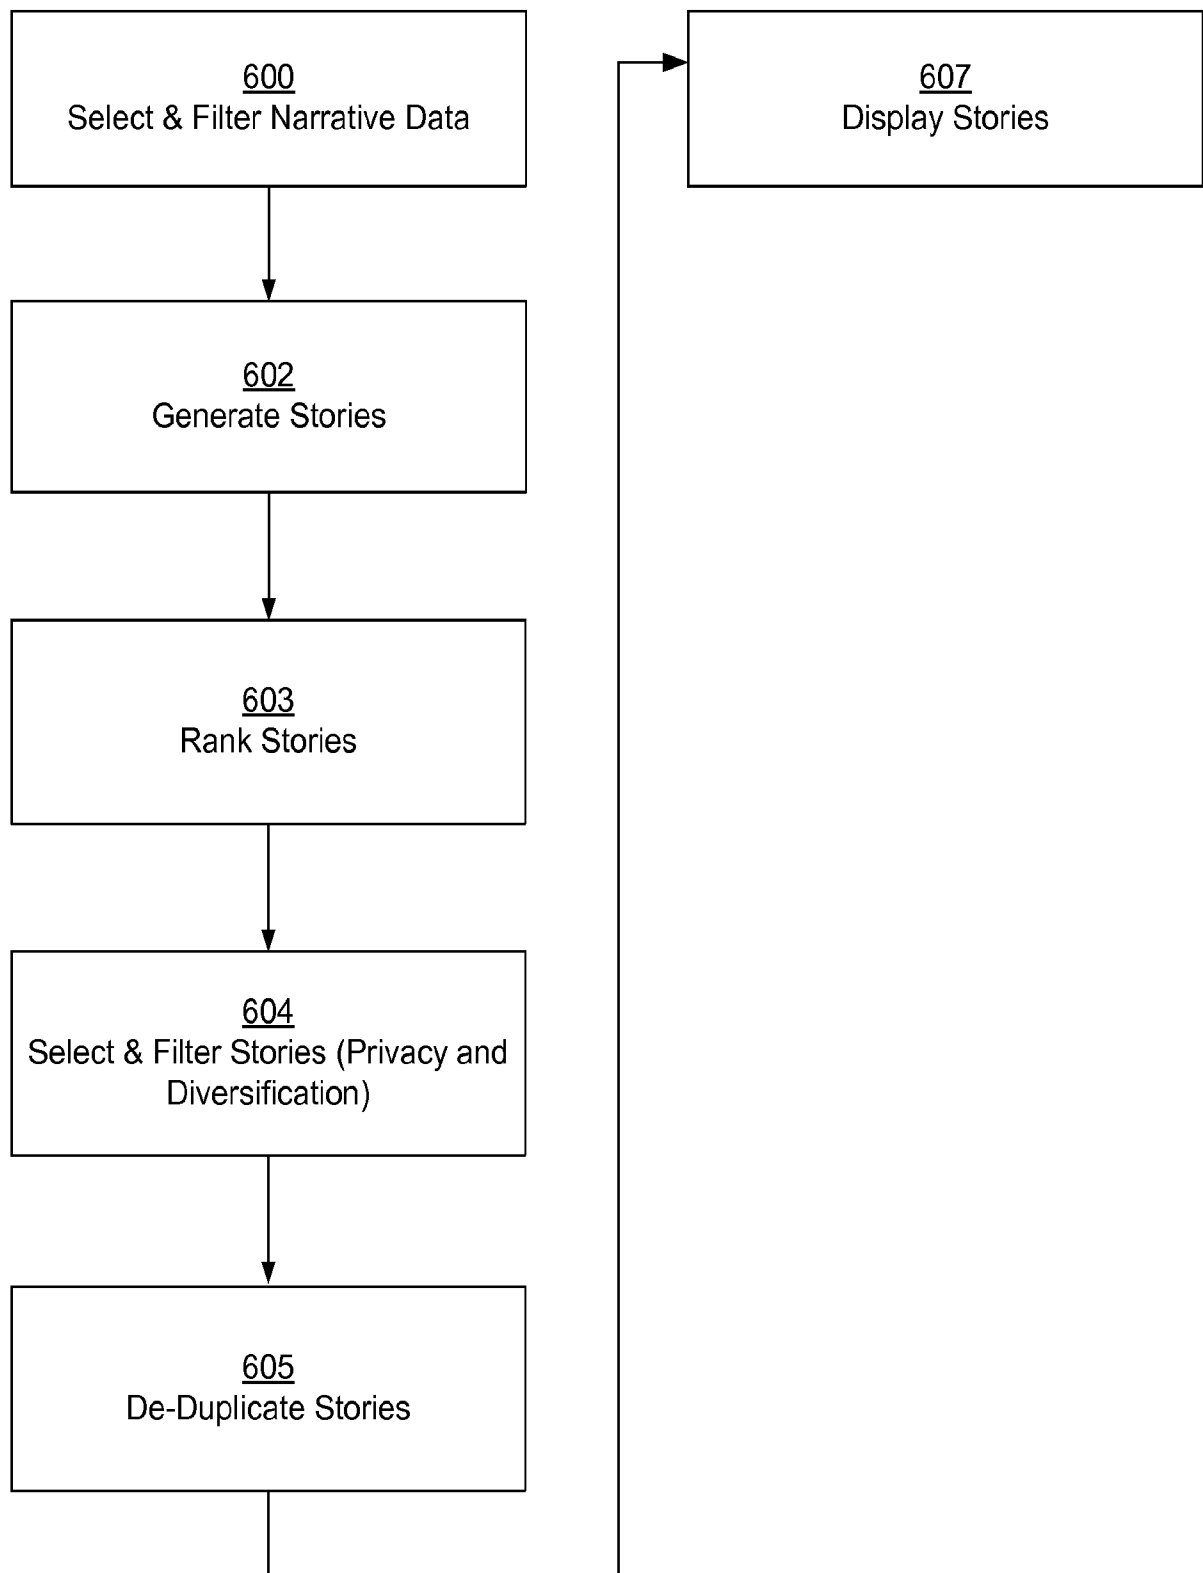 600
Select & Filter Narrative Data
602
Generate Stories
603
Rank Stories
604
Select & Filter Stories (Privacy and
Diversification)
605
De-Duplicate Stories
607
Display Stories